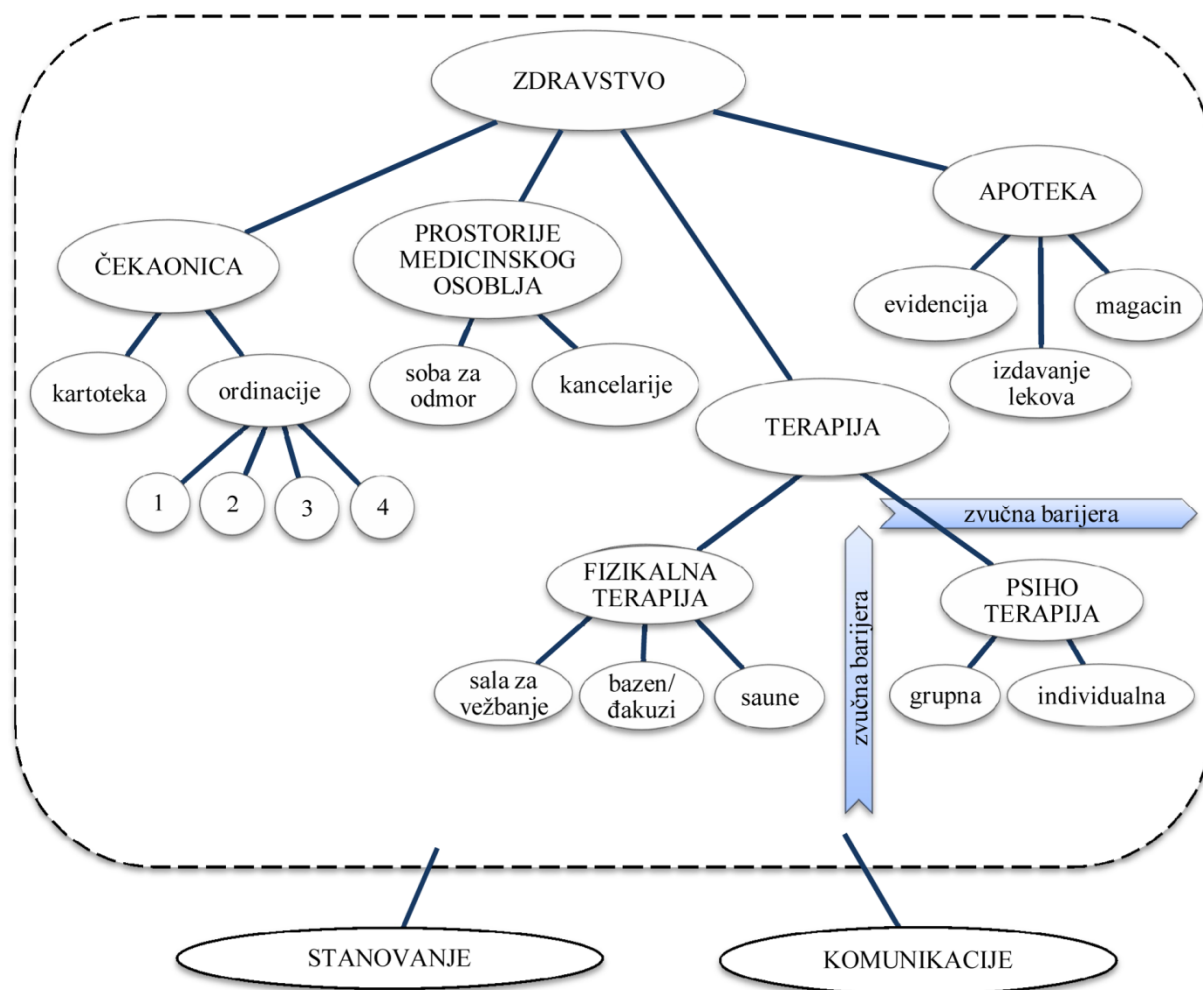 ZDRAVSTVO
APOTEKA
ČEKAONICA
PROSTORIJE
MEDICINSKOG
OSOBLJA
evidencija
magacin
izdavanje
lekova
kartoteka
ordinacije
soba za
odmor
kancelarije
TERAPIJA
1
2
3
4
zvučna barijera
zvučna barijera
FIZIKALNA
TERAPIJA
PSIHO
TERAPIJA
sala za
vežbanje
bazen/
đakuzi
saune
grupna
individualna
STANOVANJE
KOMUNIKACIJE